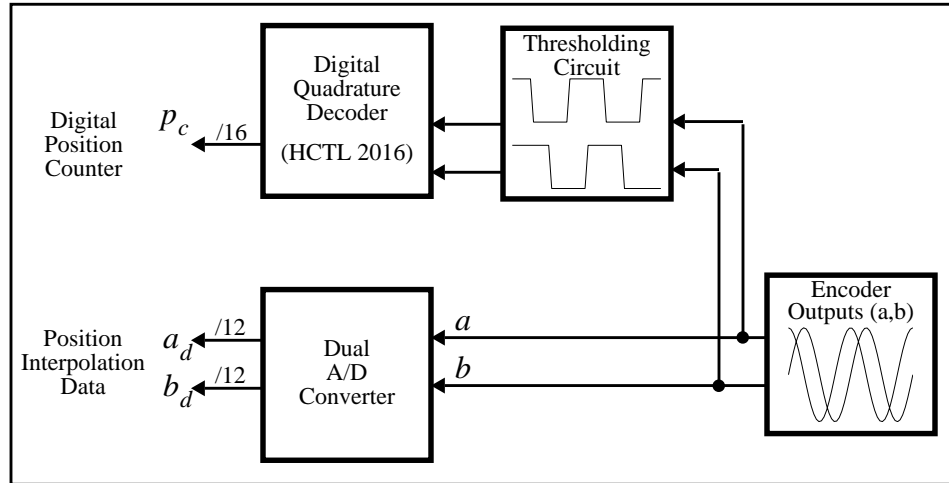 Digital
Position
Counter
p_c
/16
Digital
Quadrature
Decoder
(HCTL 2016)
Thresholding
Circuit
Position
Interpolation
Data
a_d
/12
b_d
/12
Dual
A/D
Converter
a
b
Encoder
Outputs (a,b)